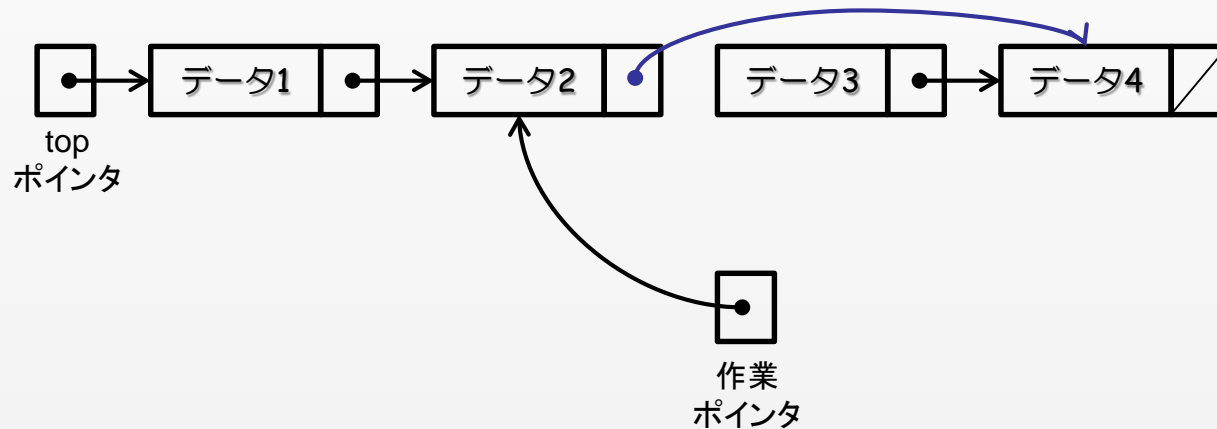 データ1
データ2
データ3
データ4
top
ポインタ
作業
ポインタ